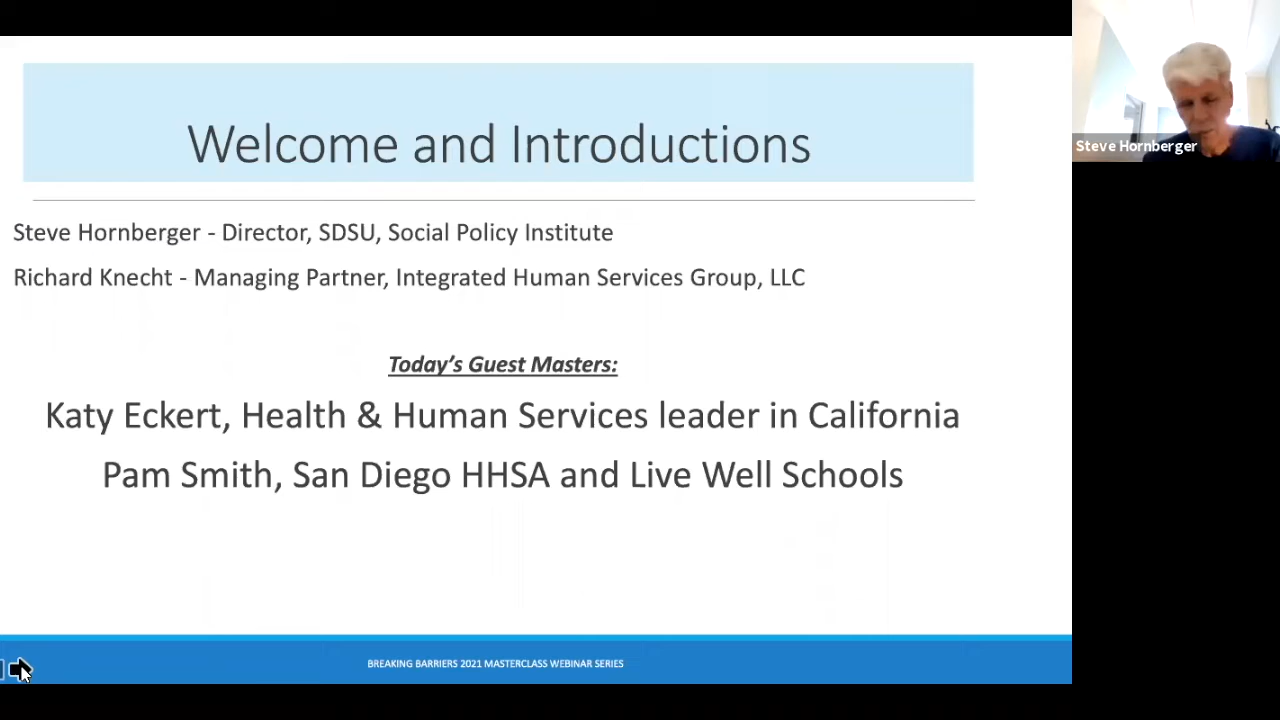 Welcome and Introductions
Steve Hornberger - Director, SDSU, Social Policy Institute
Richard Knecht - Managing Partner, Integrated Human Services Group, LLC
Today’s Guest Masters:
Katy Eckert, Health & Human Services leader in California
Pam Smith, San Diego HHSA and Live Well Schools
BREAKING BARRIERS 2021 MASTERCLASS WEBINAR SERIES
Steve Hornberger